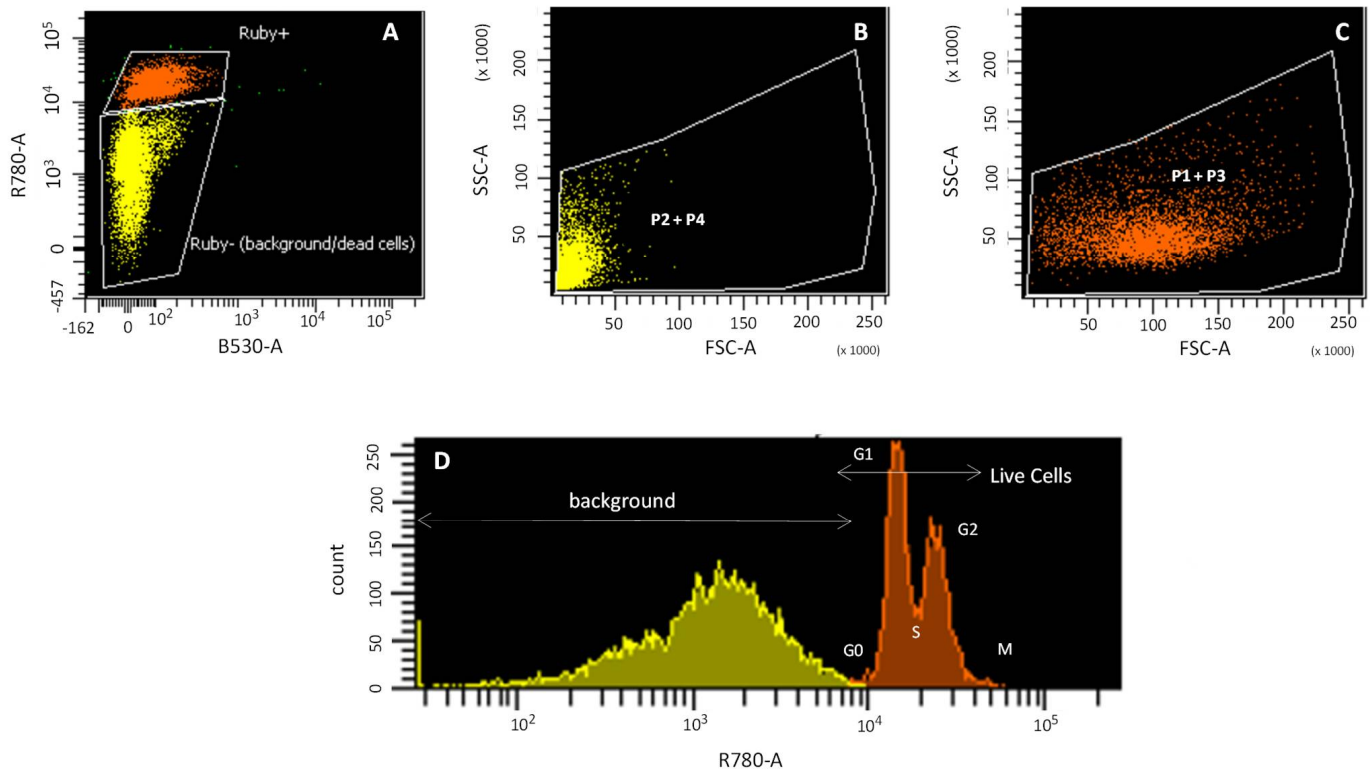 A
Ruby+
10^5
10^4
10^3
0
-457
R780-A
Ruby- (background/dead cells)
-162
0
10^2
10^3
10^4
10^5
B530-A
B
(x 1000)
200
150
100
50
SSC-A
P2 + P4
50
100
150
200
250
FSC-A
(x 1000)
C
(x 1000)
200
150
100
50
SSC-A
P1 + P3
50
100
150
200
250
FSC-A
(x 1000)
D
250
200
150
100
50
0
count
background
G1
Live Cells
G2
G0
S
M
10^2
10^3
10^4
10^5
R780-A